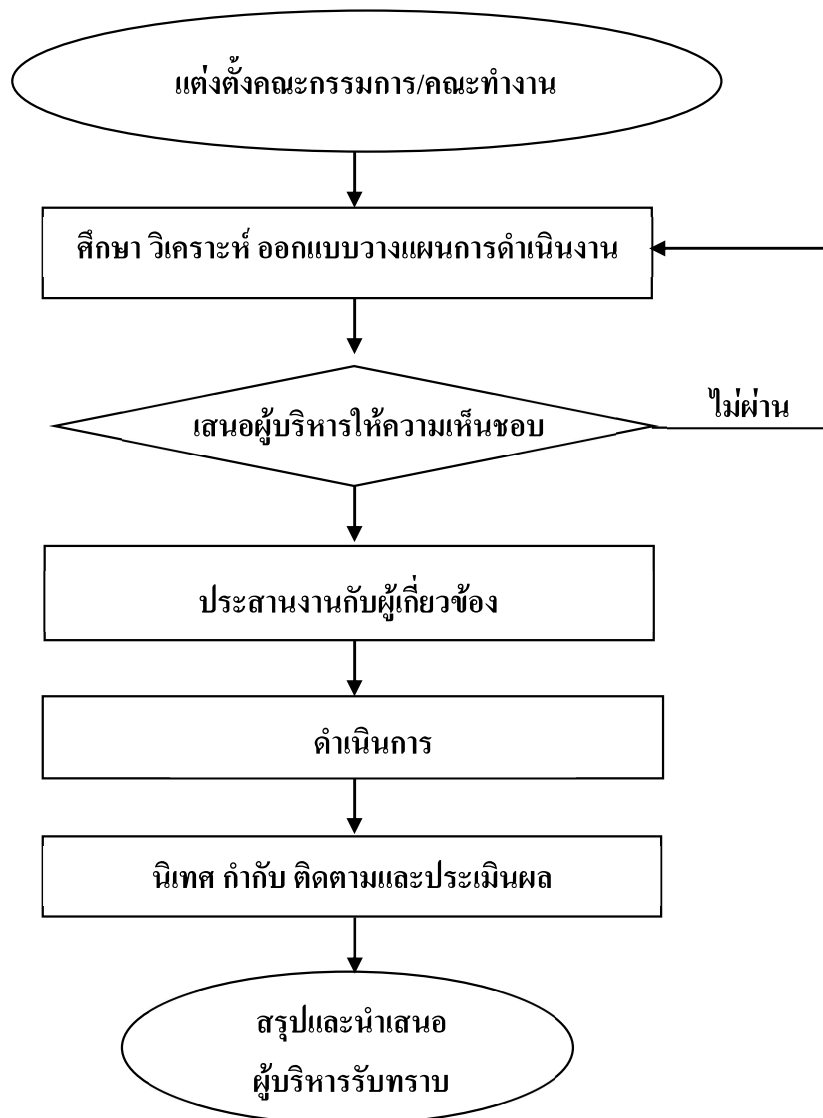 แต่งตั้งคณะกรรมการ/คณะทำงาน
ศึกษา วิเคราะห์ ออกแบบวางแผนการดำเนินงาน
ไม่ผ่าน
เสนอผู้บริหารให้ความเห็นชอบ
ประสานงานกับผู้เกี่ยวข้อง
ดำเนินการ
นิเทศ กำกับ ติดตามและประเมินผล
สรุปและนำเสนอ
ผู้บริหารรับทราบ